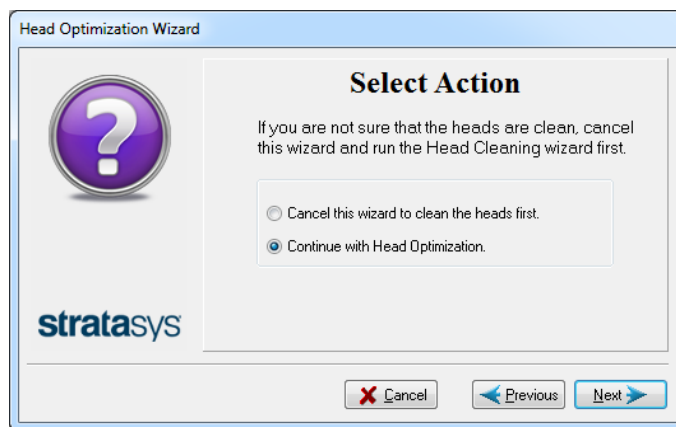 Head Optimization Wizard
Select Action
If you are not sure that the heads are clean, cancel
this wizard and run the Head Cleaning wizard first.
Cancel this wizard to clean the heads first.
Continue with Head Optimization.
stratasys
Cancel
Previous
Next